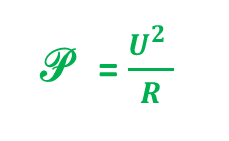 𝒫 = U²/R